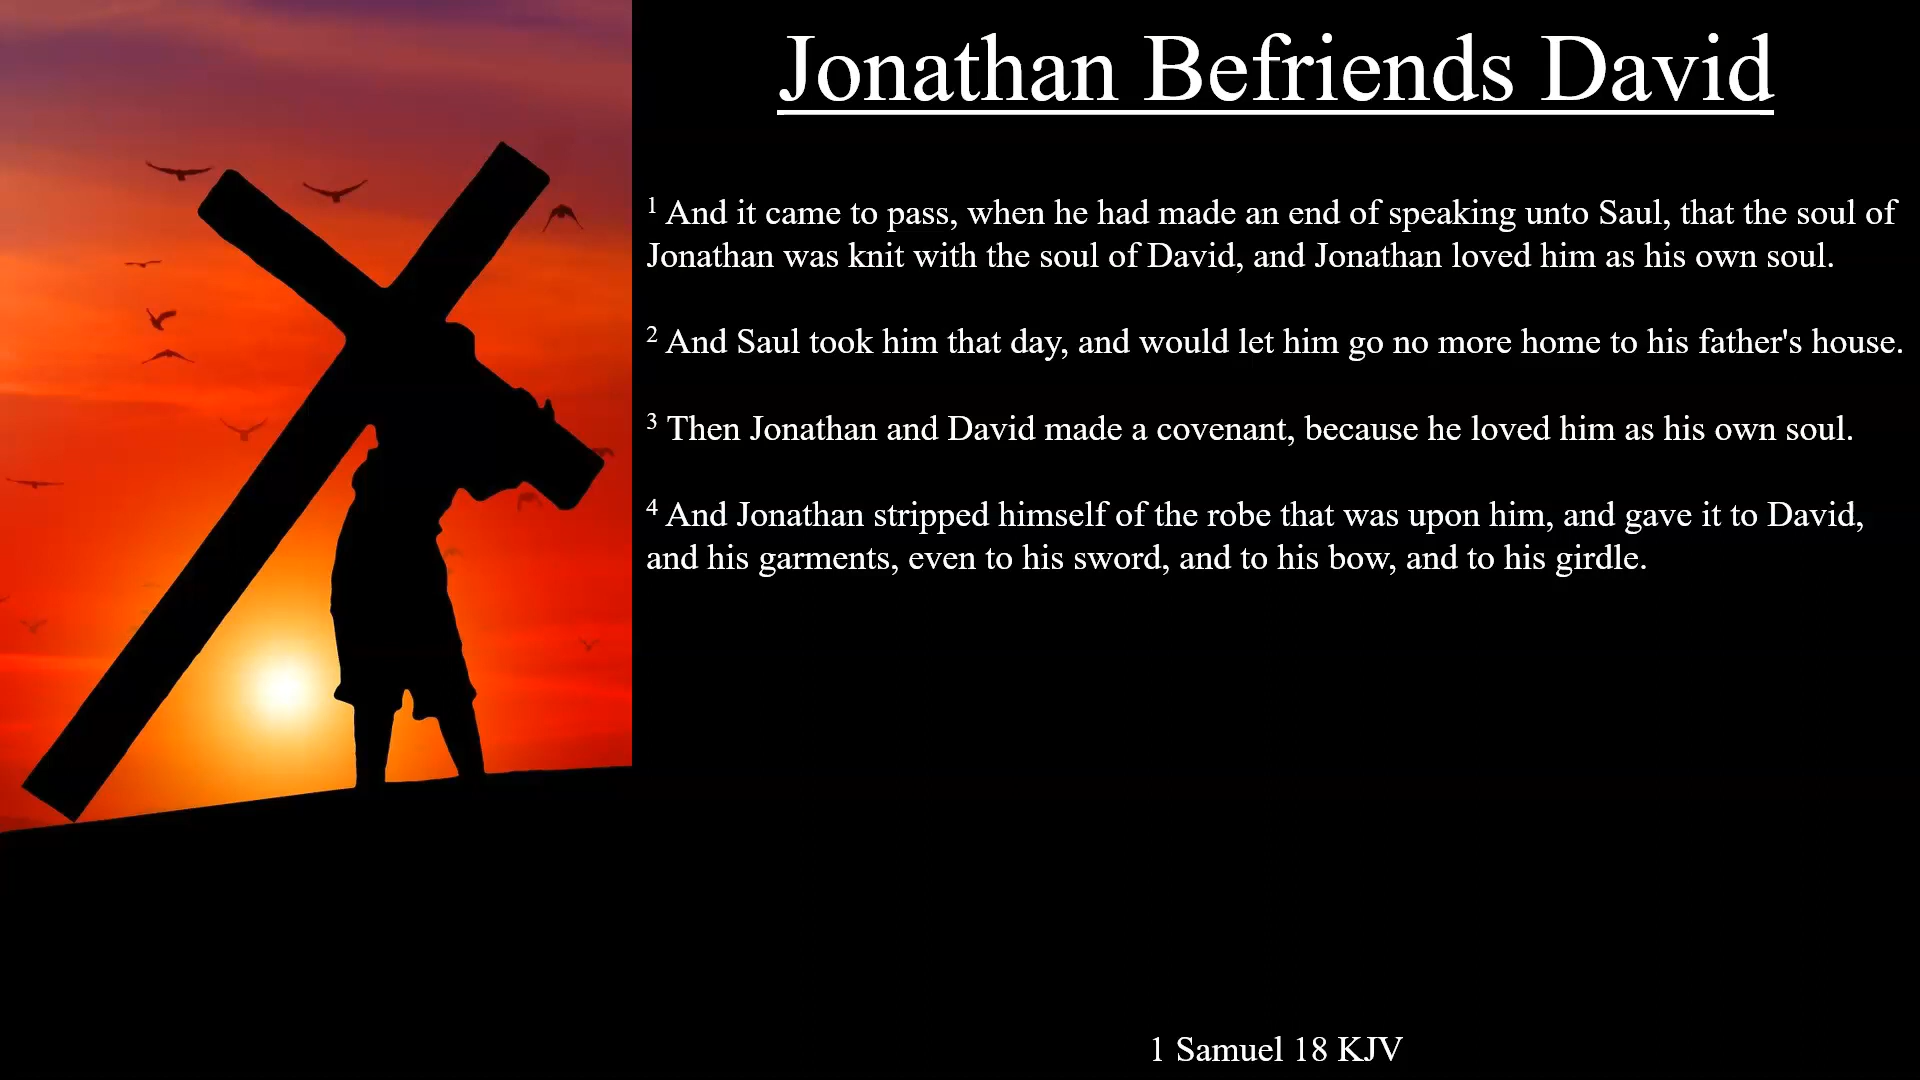 Jonathan Befriends David
1 And it came to pass, when he had made an end of speaking unto Saul, that the soul of
Jonathan was knit with the soul of David, and Jonathan loved him as his own soul.
2 And Saul took him that day, and would let him go no more home to his father's house.
3 Then Jonathan and David made a covenant, because he loved him as his own soul.
4 And Jonathan stripped himself of the robe that was upon him, and gave it to David,
and his garments, even to his sword, and to his bow, and to his girdle.
1 Samuel 18 KJV